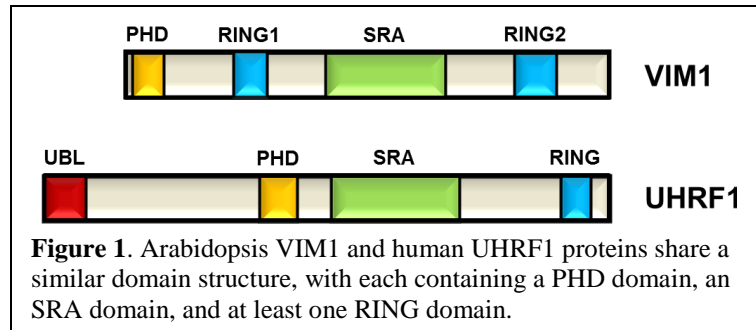 PHD RING1 SRA RING2
VIM1
UBL PHD SRA RING
UHRF1
Figure 1. Arabidopsis VIM1 and human UHRF1 proteins share a
similar domain structure, with each containing a PHD domain, an
SRA domain, and at least one RING domain.